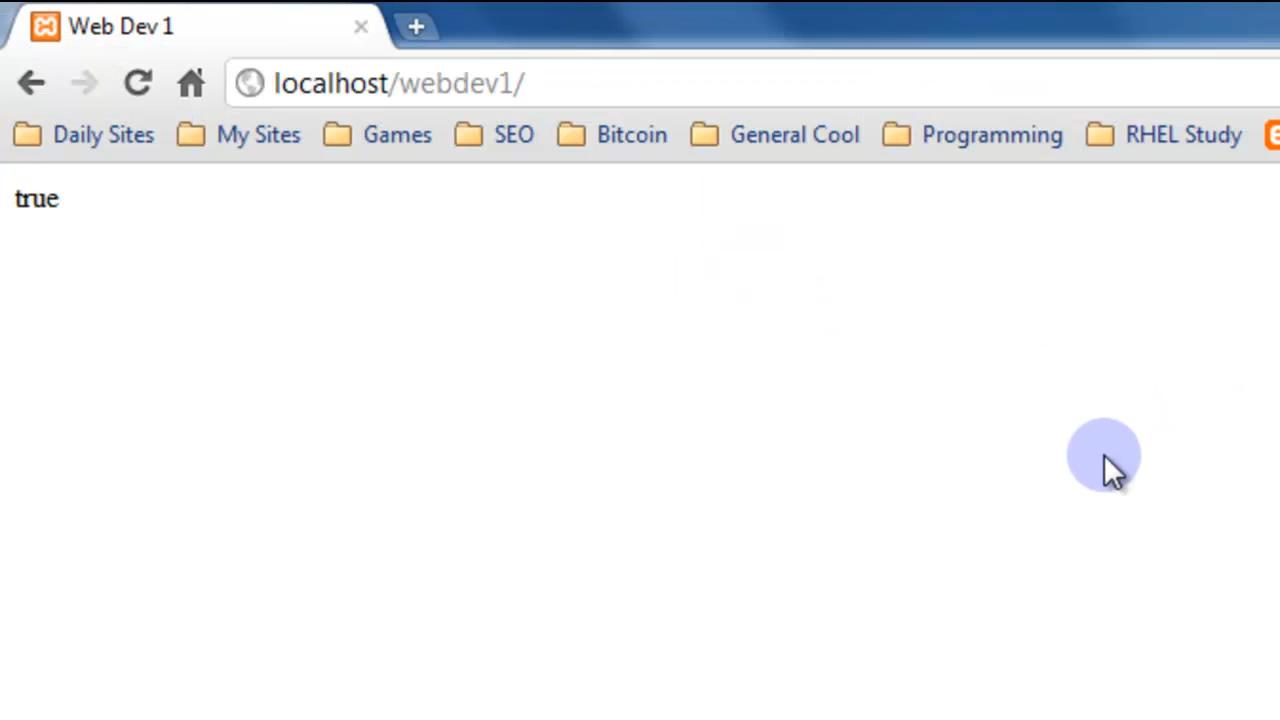 Web Dev 1
localhost/webdev1/
Daily Sites My Sites Games SEO Bitcoin General Cool Programming RHEL Study
true